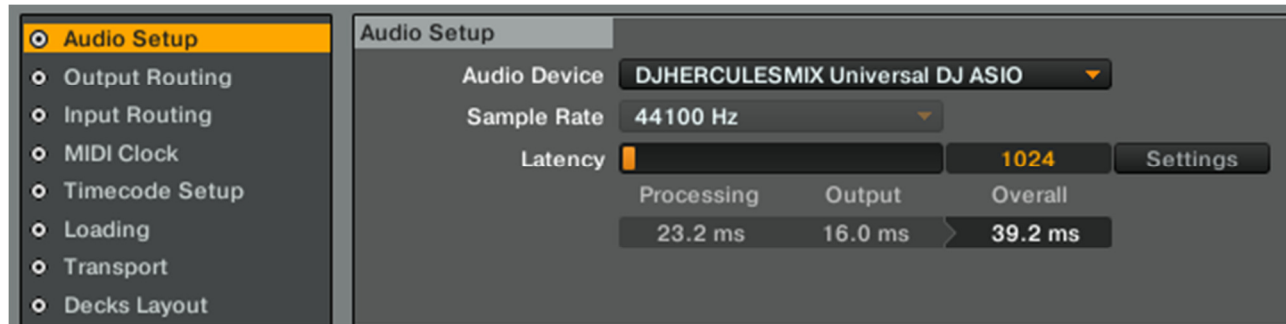 Audio Setup
Output Routing
Input Routing
MIDI Clock
Timecode Setup
Loading
Transport
Decks Layout
Audio Setup
Audio Device DJHERCULESMIX Universal DJ ASIO
Sample Rate 44100 Hz
Latency 1024 Settings
Processing Output Overall
23.2 ms 16.0 ms 39.2 ms